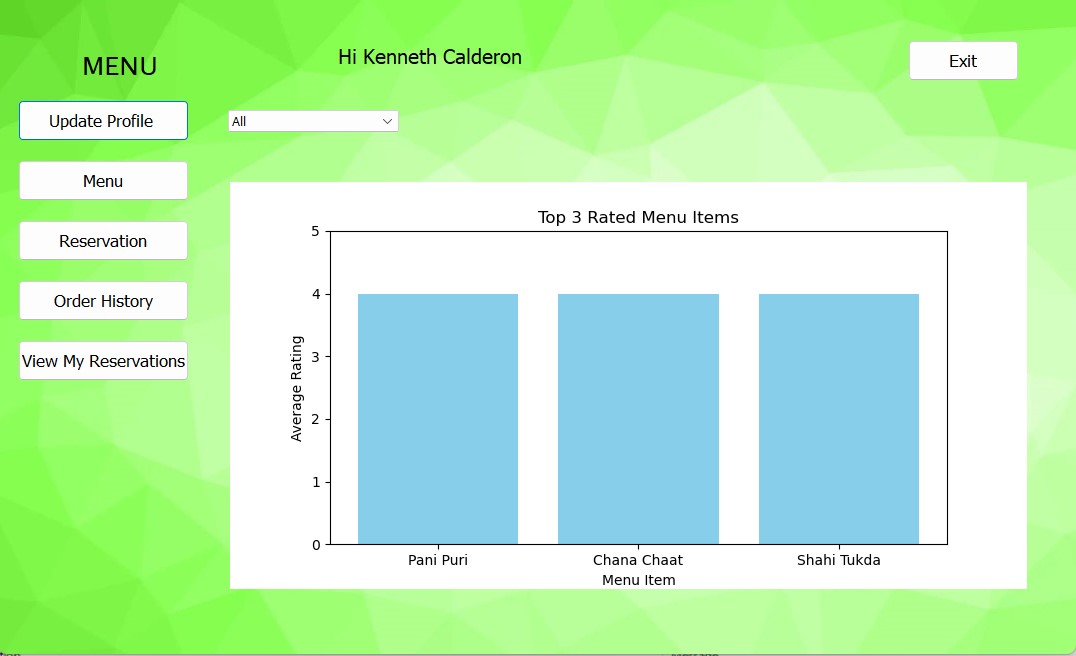 MENU
Hi Kenneth Calderon
Exit
Update Profile
All
Menu
Reservation
Order History
View My Reservations
Top 3 Rated Menu Items
5
4
3
2
1
0
Average Rating
Pani Puri
Chana Chaat
Shahi Tukda
Menu Item